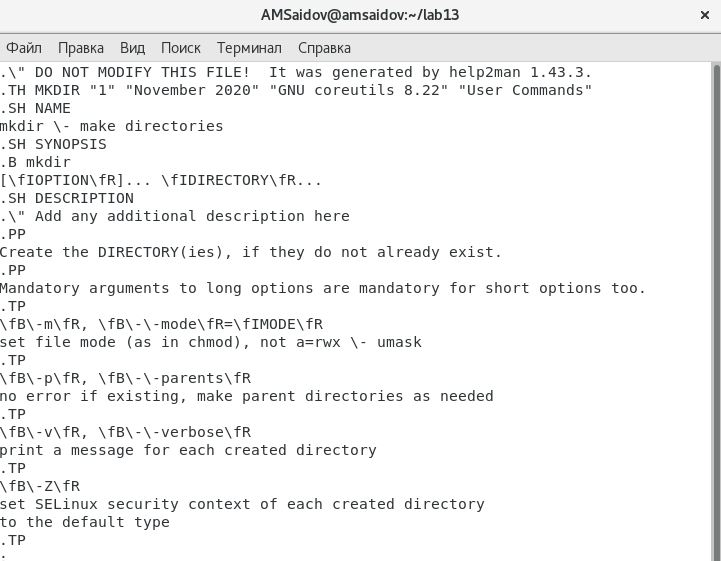 AMSaidov@amsaidov:~/lab13
Файл Правка Вид Поиск Терминал Справка
.\" DO NOT MODIFY THIS FILE!  It was generated by help2man 1.43.3.
.TH MKDIR "1" "November 2020" "GNU coreutils 8.22" "User Commands"
.SH NAME
mkdir \- make directories
.SH SYNOPSIS
.B mkdir
[\fIOPTION\fR]... \fIDIRECTORY\fR...
.SH DESCRIPTION
.\" Add any additional description here
.PP
Create the DIRECTORY(ies), if they do not already exist.
.PP
Mandatory arguments to long options are mandatory for short options too.
.TP
\fB\-m\fR, \fB\-\-mode\fR=\fIMODE\fR
set file mode (as in chmod), not a=rwx \- umask
.TP
\fB\-p\fR, \fB\-\-parents\fR
no error if existing, make parent directories as needed
.TP
\fB\-v\fR, \fB\-\-verbose\fR
print a message for each created directory
.TP
\fB\-Z\fR
set SELinux security context of each created directory
to the default type
.TP
: